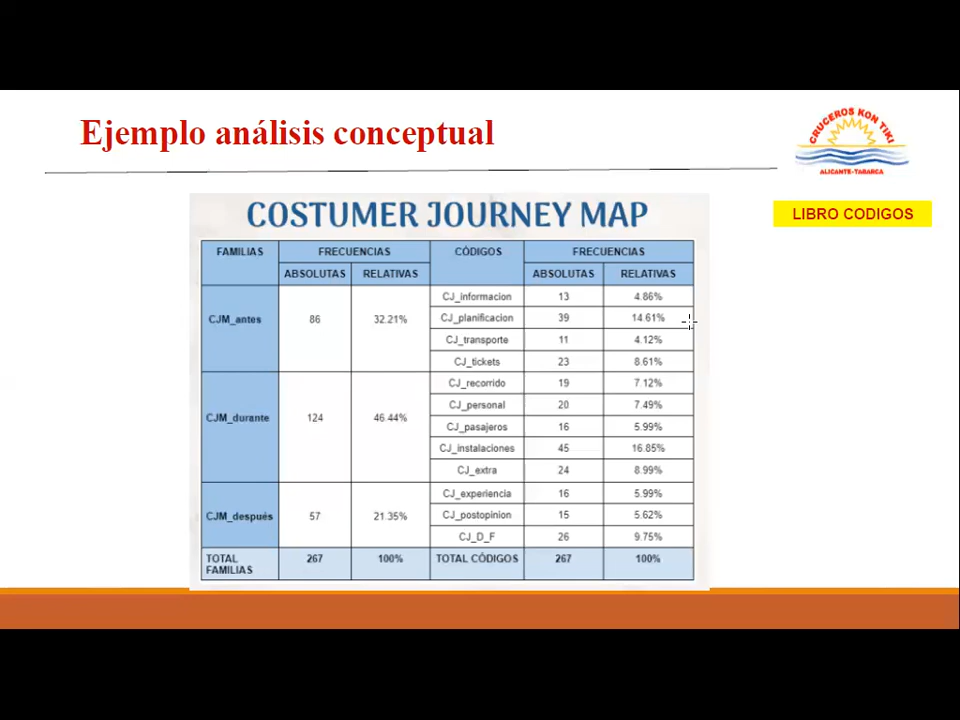 Ejemplo análisis conceptual
CRUCEROS KON TIKI
ALICANTE-TABARCA
LIBRO CODIGOS
COSTUMER JOURNEY MAP
FAMILIAS FRECUENCIAS CÓDIGOS FRECUENCIAS
ABSOLUTAS RELATIVAS ABSOLUTAS RELATIVAS
CJM_antes 86 32.21% CJ_informacion 13 4.86%
CJ_planificacion 39 14.61%
CJ_transporte 11 4.12%
CJ_tickets 23 8.61%
CJM_durante 124 46.44% CJ_recorrido 19 7.12%
CJ_personal 20 7.49%
CJ_pasajeros 16 5.99%
CJ_instalaciones 45 16.85%
CJ_extra 24 8.99%
CJM_después 57 21.35% CJ_experiencia 16 5.99%
CJ_postopinion 15 5.62%
CJ_D_F 26 9.75%
TOTAL FAMILIAS 267 100% TOTAL CÓDIGOS 267 100%